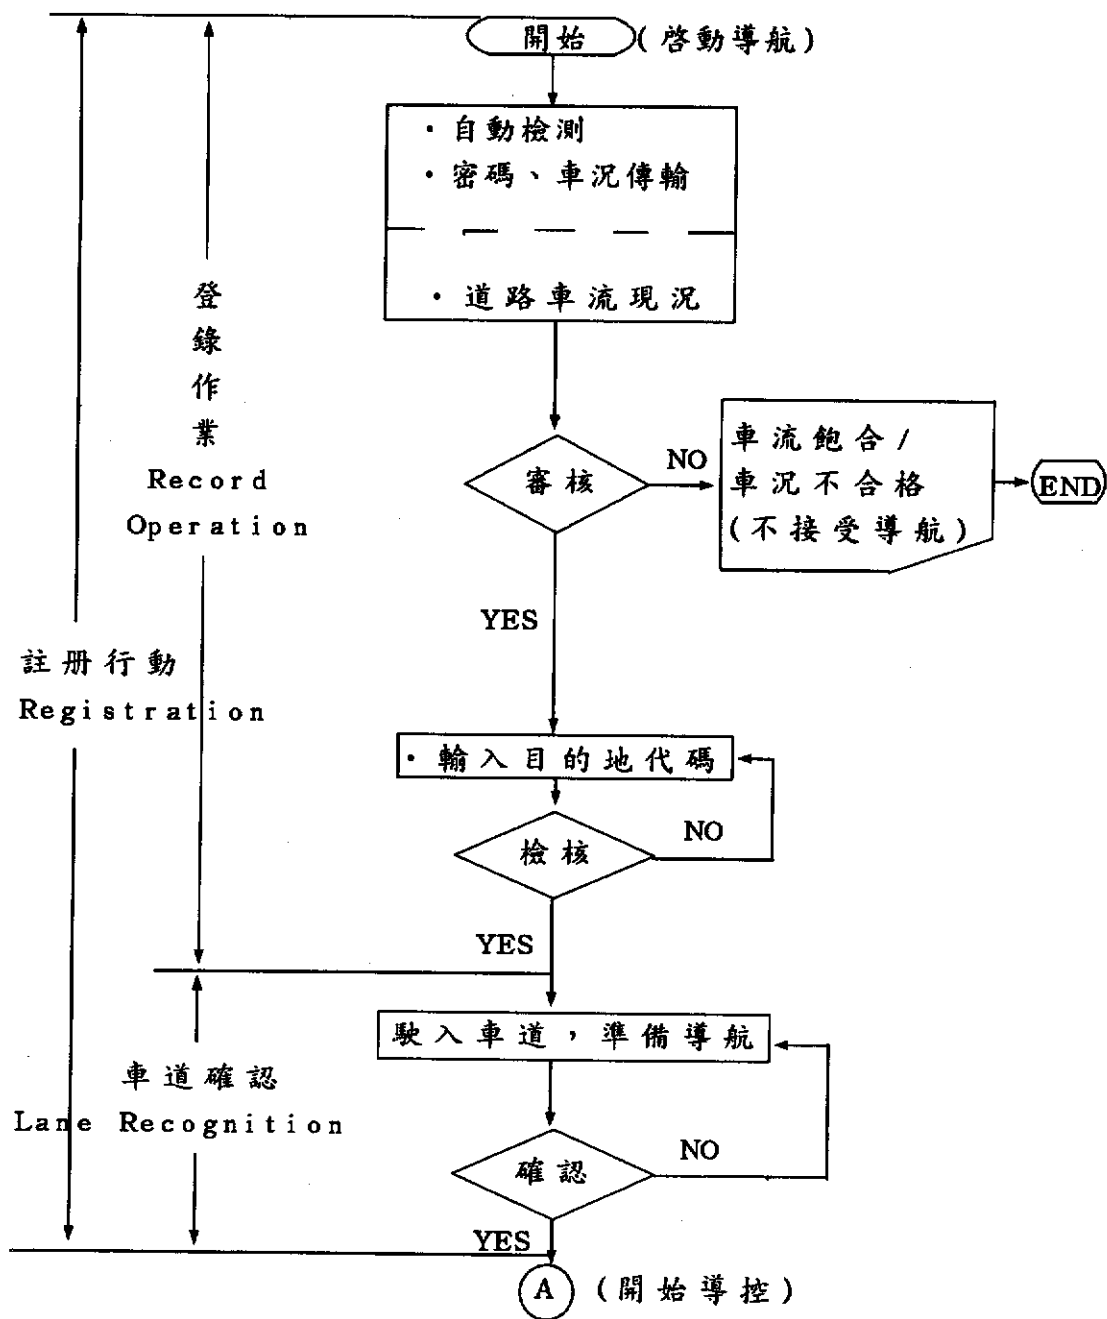 開始 (啓動導航)
・自動檢測
・密碼、車況傳輸
・道路車流現況
登錄作業
Record
Operation
審核
NO
車流飽合/
車況不合格
(不接受導航)
END
YES
註册行動
Registration
・輸入目的地代碼
檢核
NO
YES
駛入車道，準備導航
車道確認
Lane Recognition
確認
NO
YES
A (開始導控)